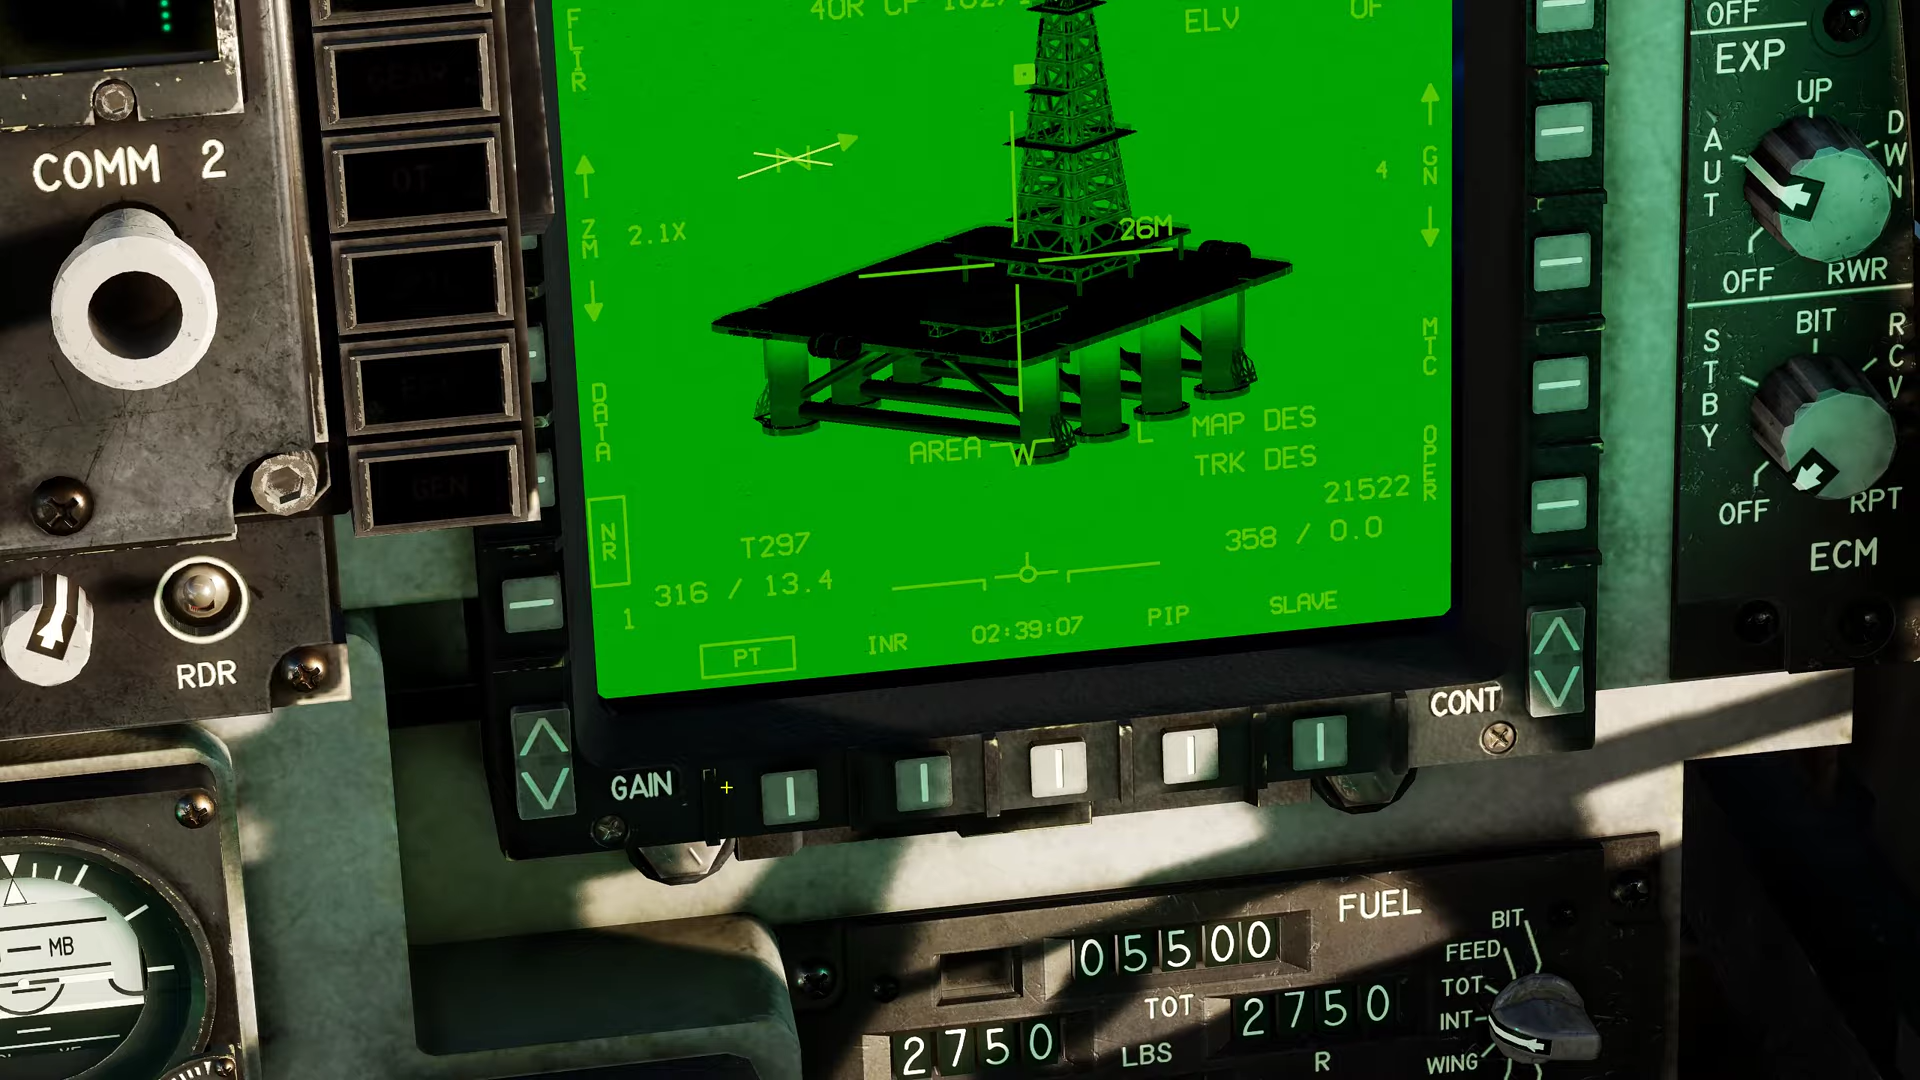 COMM 2
GEAR
BEN
RDR
MB
FLIR
ELV
ZM
2.1X
DATA
NR
4
GN
MTC
OPER
26M
AREA
W
L
MAP DES
TRK DES
21522
T297
358 / 0.0
316 / 13.4
1
PT
INR
02:39:07
PIP
SLAVE
GAIN
CONT
OFF
EXP
UP
AUT
DWN
OFF
RWR
BIT
STBY
RCV
OFF
RPT
ECM
FUEL
05500
TOT
2750
2750
LBS
R
BIT
FEED
TOT
INT
WING